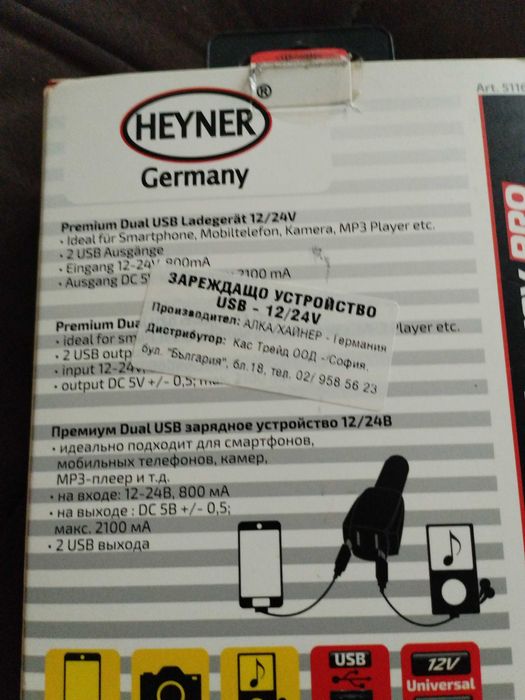 HEYNER®
Germany
Art. 511
PRO
Premium Dual USB Ladegerät 12/24V
• Ideal für Smartphone, Mobiltelefon, Kamera, MP3 Player etc.
• 2 USB Ausgänge
• Eingang 12-24V 800mA
• Ausgang DC 5V 2100 mA
ЗАРЕЖДАЩО УСТРОЙСТВО
USB - 12/24V
Производител: АЛКА/ХАЙНЕР - Германия
Дистрибутор: Кас Трейд ООД - София,
бул. "България", бл.18, тел. 02/ 958 56 23
Premium Dua
• ideal for sm Player etc.
• 2 USB outp
• input 12-24
• output DC 5V +/- 0,5;
Премиум Dual USB зарядное устройство 12/24В
• идеально подходит для смартфонов,
мобильных телефонов, камер,
MP3-плеер и т.д.
• на входе: 12-24В, 800 мА
• на выходе : DC 5В +/- 0,5;
макс. 2100 мА
• 2 USB выхода
USB
12V
Universal